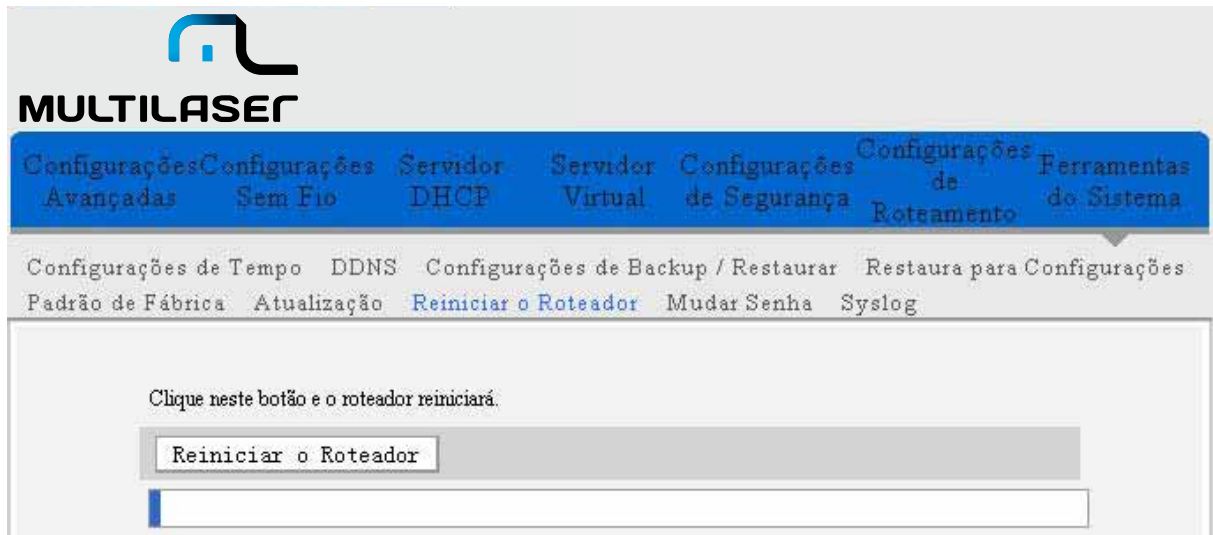 MULTILASER
Configurações Avançadas
Configurações Sem Fio
Servidor DHCP
Servidor Virtual
Configurações de Segurança
Configurações de Roteamento
Ferramentas do Sistema
Configurações de Tempo DDNS Configurações de Backup / Restaurar Restaura para Configurações
Padrão de Fábrica Atualização Reiniciar o Roteador Mudar Senha Syslog
Clique neste botão e o roteador reiniciará.
Reiniciar o Roteador